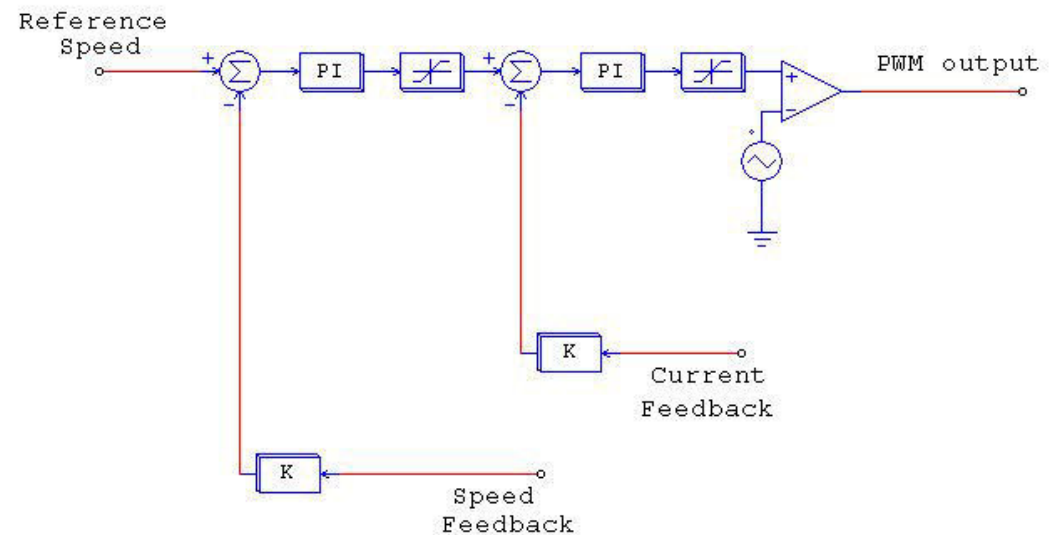 Reference
Speed
+
Σ
PI
+
Σ
PI
+
PWM output
-
-
-
K
Current
Feedback
K
Speed
Feedback